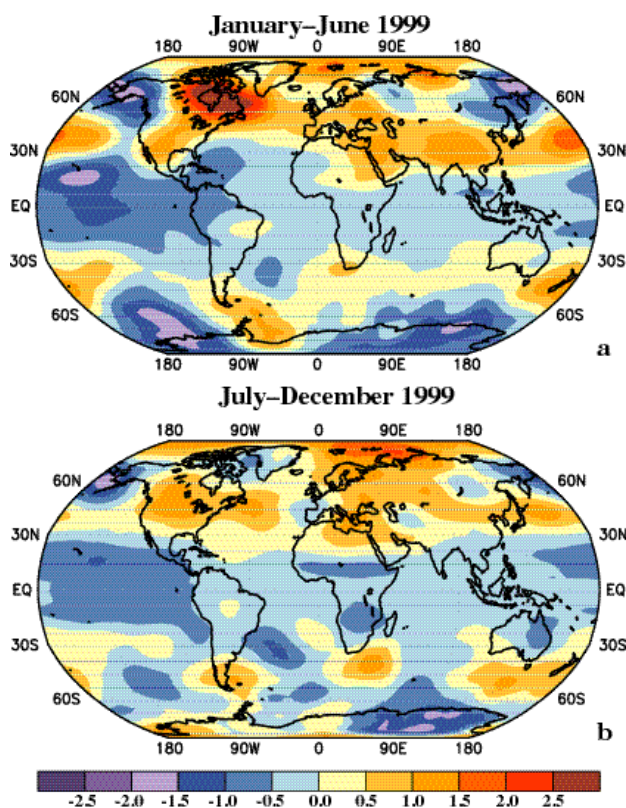 January–June 1999
180 90W 0 90E 180
60N 60N
30N 30N
EQ EQ
30S 30S
60S 60S
a
180 90W 0 90E 180
July–December 1999
180 90W 0 90E 180
60N 60N
30N 30N
EQ EQ
30S 30S
60S 60S
b
180 90W 0 90E 180
-2.5 -2.0 -1.5 -1.0 -0.5 0.0 0.5 1.0 1.5 2.0 2.5